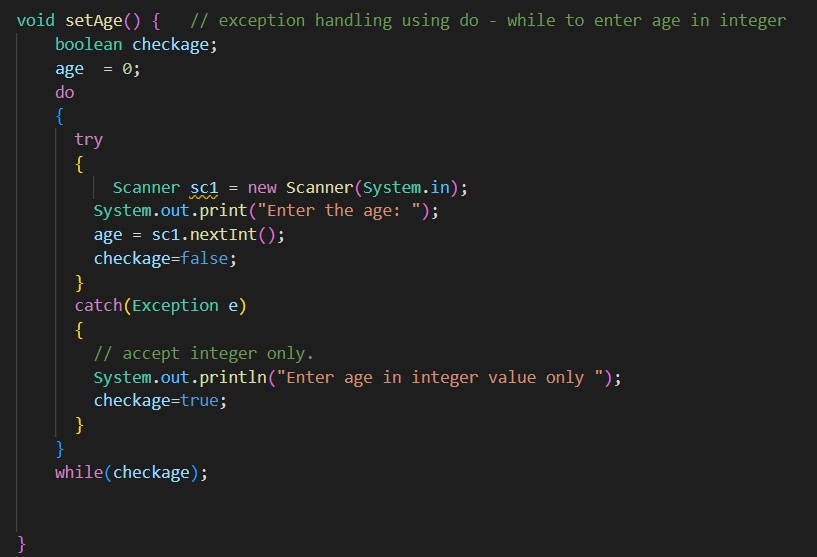 void setAge() {   // exception handling using do - while to enter age in integer
    boolean checkage;
    age  = 0;
    do
    {
      try
      {
          Scanner sc1 = new Scanner(System.in);
        System.out.print("Enter the age: ");
        age = sc1.nextInt();
        checkage=false;
      }
      catch(Exception e)
      {
        // accept integer only.
        System.out.println("Enter age in integer value only ");
        checkage=true;
      }
    }
    while(checkage);
}